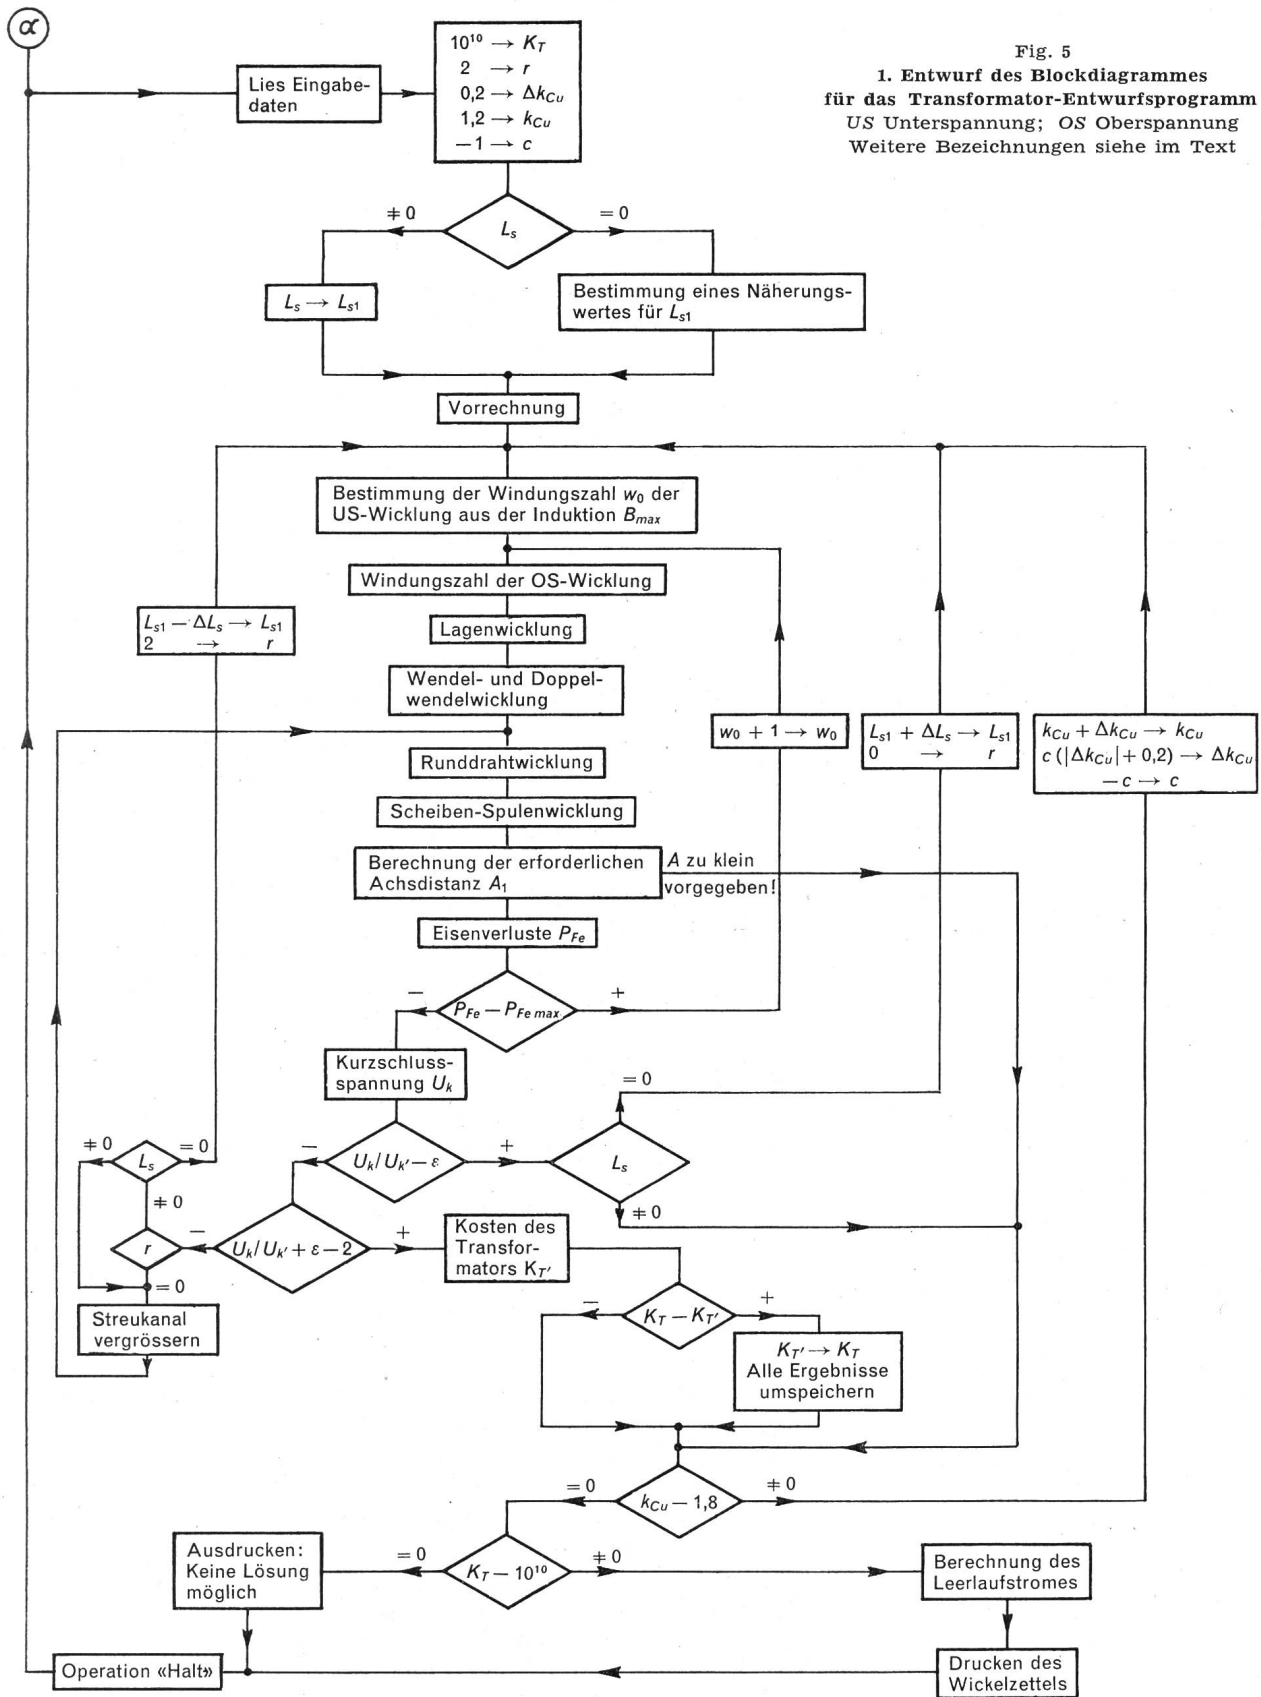 α
Lies Eingabe-
daten
10¹⁰ → K_T
2 → r
0,2 → Δk_Cu
1,2 → k_Cu
−1 → c
Fig. 5
1. Entwurf des Blockdiagrammes
für das Transformator-Entwurfsprogramm
US Unterspannung; OS Oberspannung
Weitere Bezeichnungen siehe im Text
≠ 0
L_s
= 0
L_s → L_s1
Bestimmung eines Näherungs-
wertes für L_s1
Vorrechnung
Bestimmung der Windungszahl w₀ der
US-Wicklung aus der Induktion B_max
Windungszahl der OS-Wicklung
Lagenwicklung
Wendel- und Doppel-
wendelwicklung
L_s1 − ΔL_s → L_s1
2 → r
w₀ + 1 → w₀
L_s1 + ΔL_s → L_s1
0 → r
k_Cu + Δk_Cu → k_Cu
c (|Δk_Cu| + 0,2) → Δk_Cu
− c → c
Runddrahtwicklung
Scheiben-Spulenwicklung
Berechnung der erforderlichen
Achsdistanz A₁
A zu klein
vorgegeben!
Eisenverluste P_Fe
−
P_Fe − P_Fe max
+
Kurzschluss-
spannung U_k
= 0
≠ 0
L_s
= 0
−
U_k/U_k' − ε
+
L_s
≠ 0
≠ 0
r
−
U_k/U_k' + ε − 2
+
Kosten des
Transfor-
mators K_T'
= 0
Streukanal
vergrössern
−
K_T − K_T'
+
K_T' → K_T
Alle Ergebnisse
umspeichern
= 0
k_Cu − 1,8
≠ 0
Ausdrucken:
Keine Lösung
möglich
= 0
K_T − 10¹⁰
≠ 0
Berechnung des
Leerlaufstromes
Operation «Halt»
Drucken des
Wickelzettels